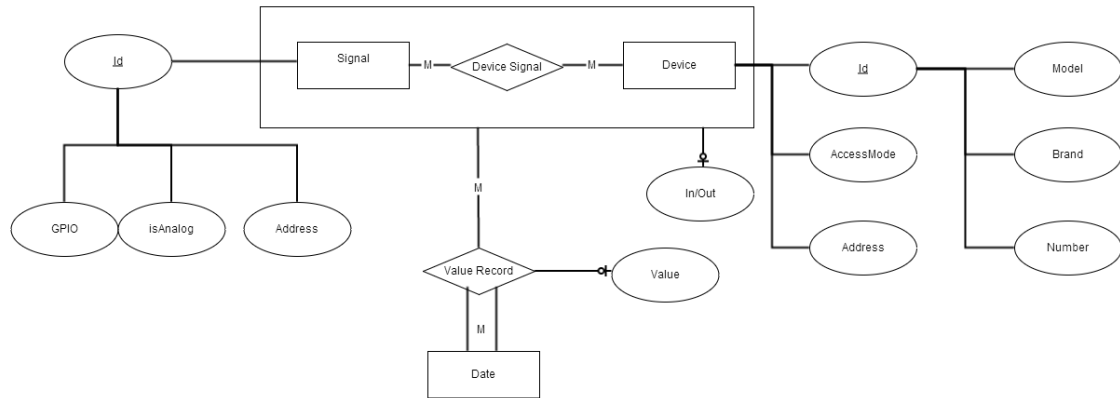 Signal
M
Device Signal
M
Device
Id
Id
Model
AccessMode
Brand
M
In/Out
GPIO
isAnalog
Address
Address
Number
Value Record
Value
M
Date